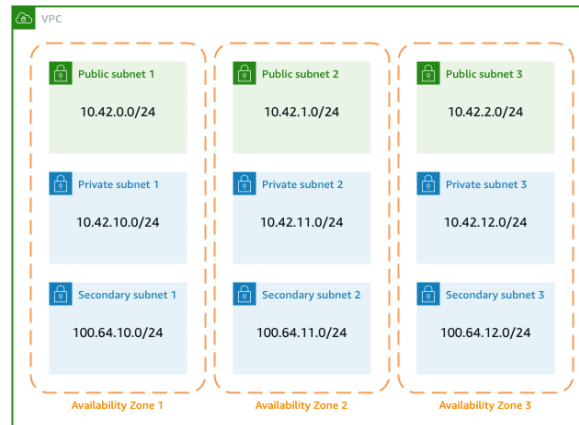 VPC
Public subnet 1
10.42.0.0/24
Public subnet 2
10.42.1.0/24
Public subnet 3
10.42.2.0/24
Private subnet 1
10.42.10.0/24
Private subnet 2
10.42.11.0/24
Private subnet 3
10.42.12.0/24
Secondary subnet 1
100.64.10.0/24
Secondary subnet 2
100.64.11.0/24
Secondary subnet 3
100.64.12.0/24
Availability Zone 1
Availability Zone 2
Availability Zone 3